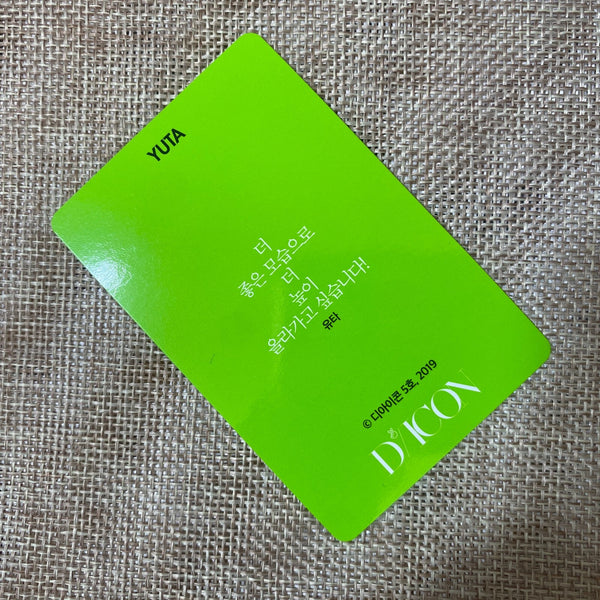 YUTA
더
좋은 모습으로
더
높이
올라가고 싶습니다!
유타
© 디아이콘 5호, 2019
D/ICON